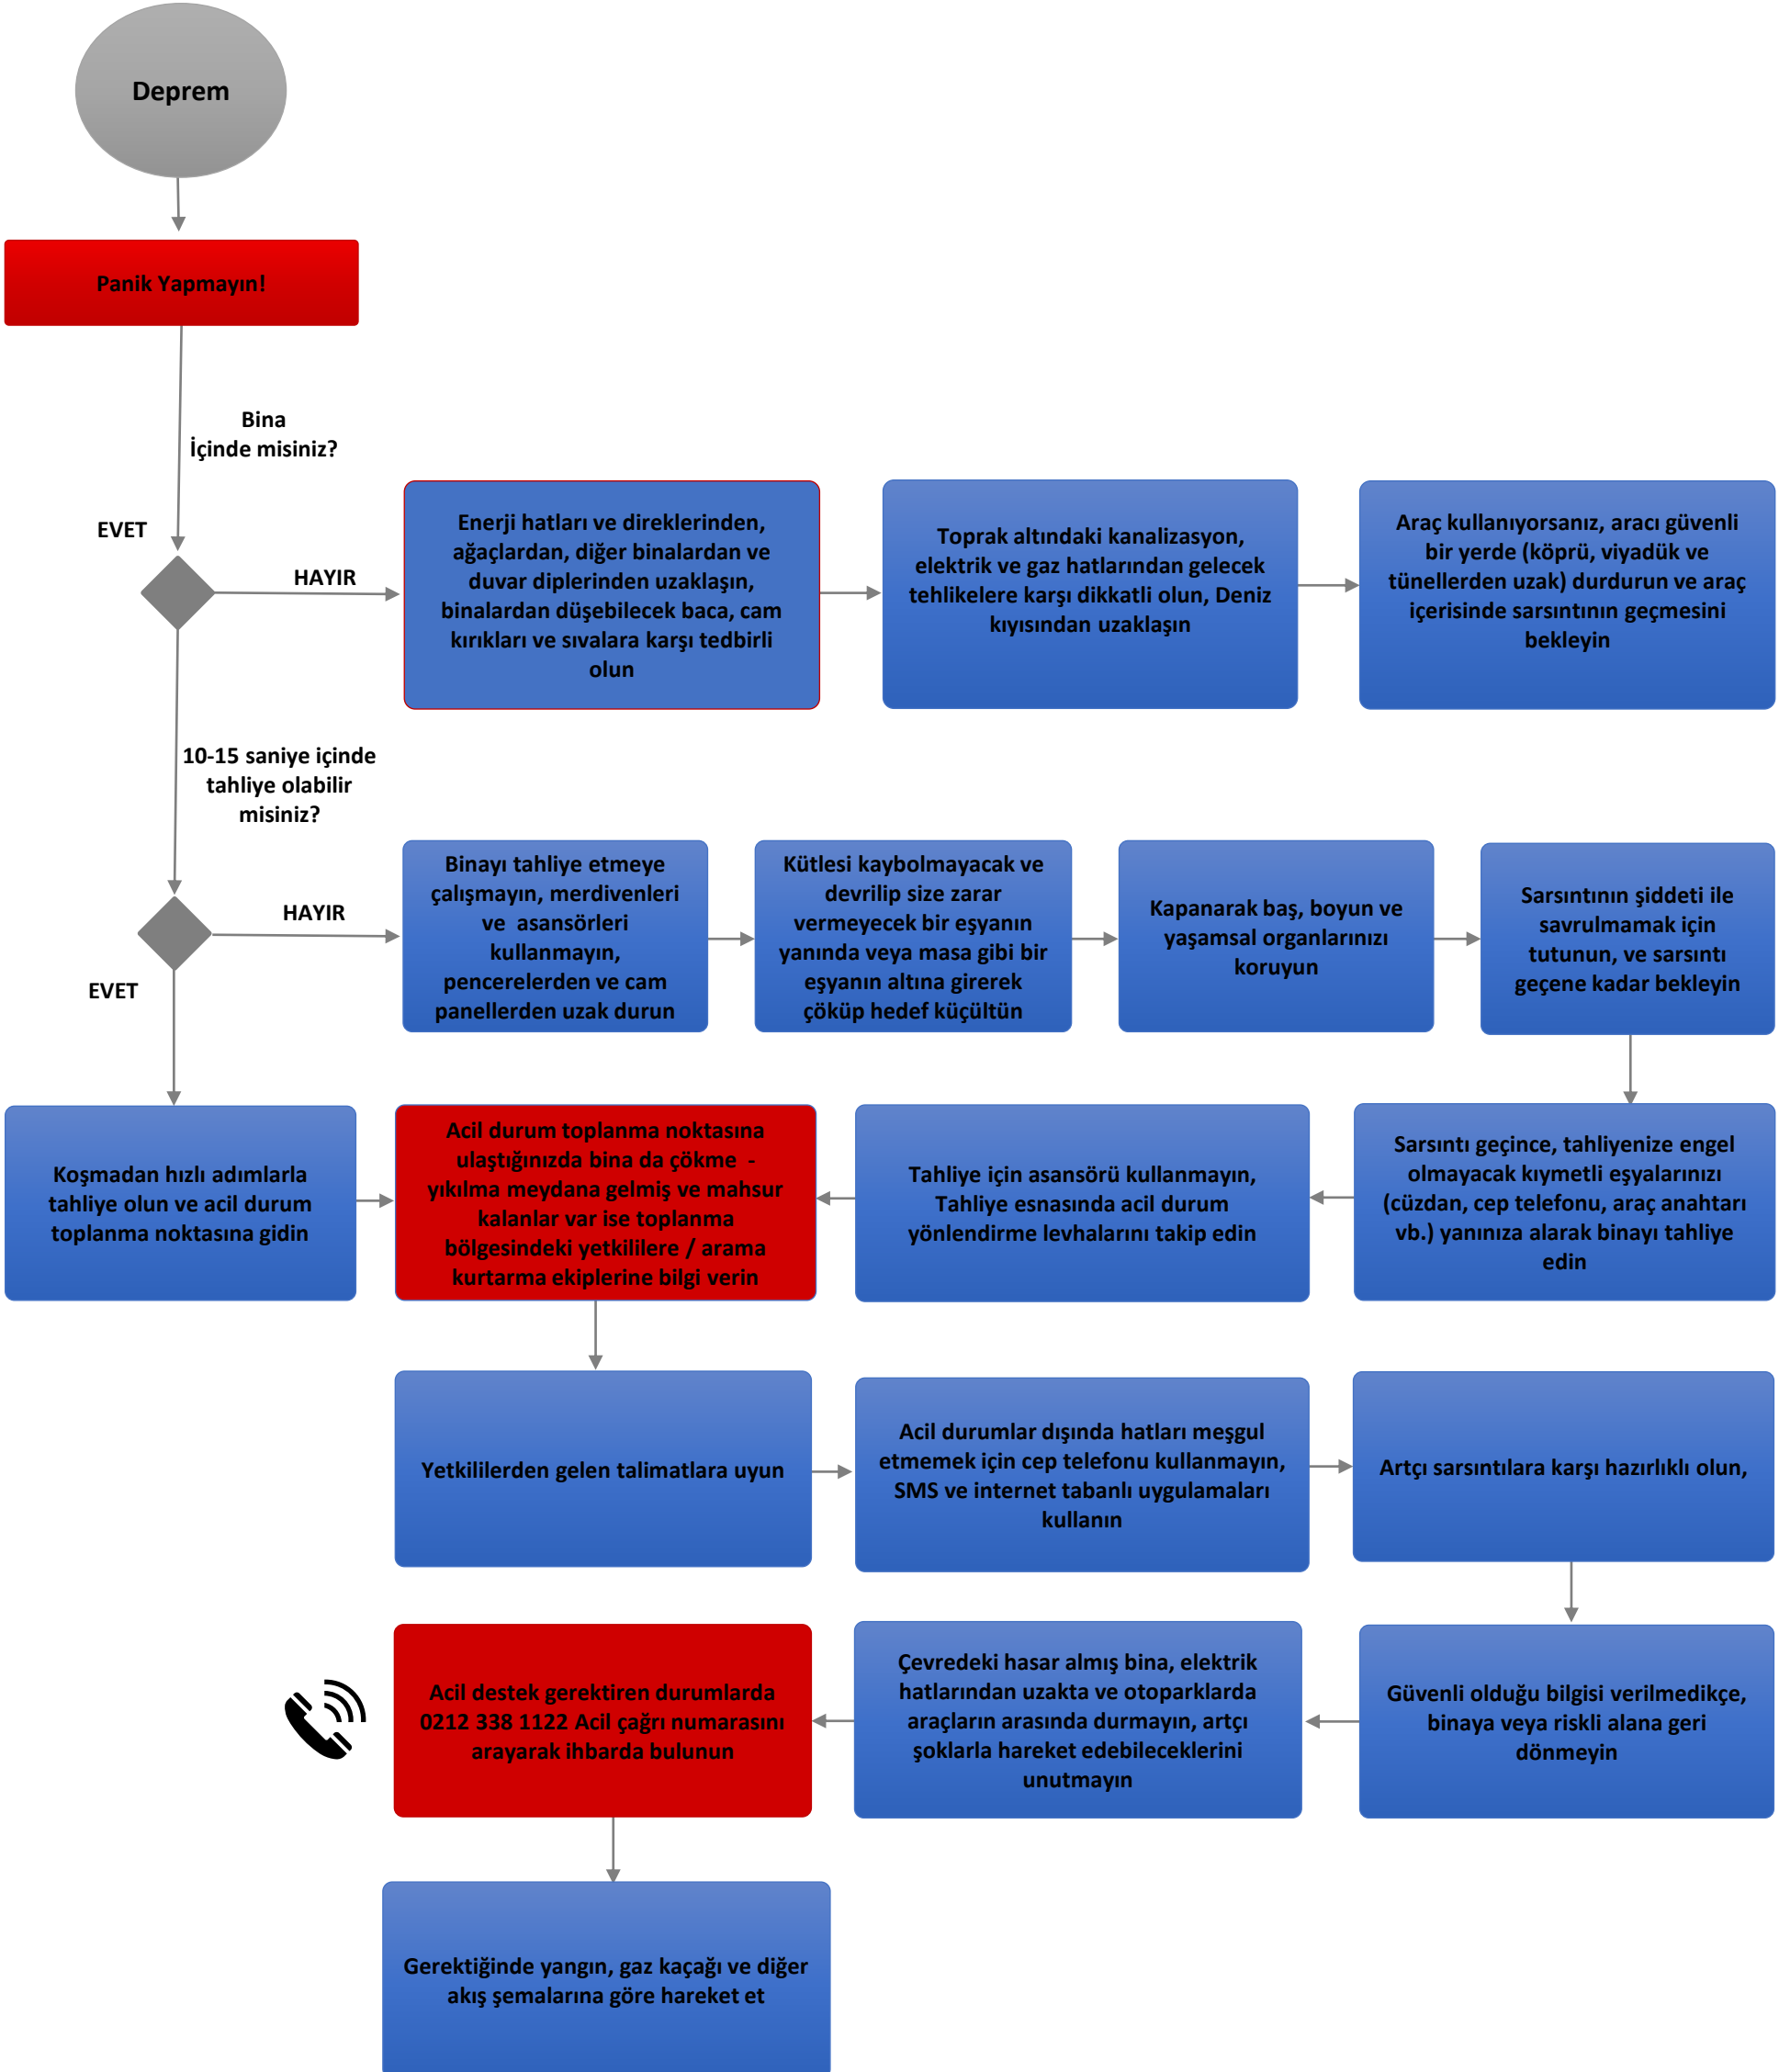 Deprem
Panik Yapmayın!
Bina
İçinde misiniz?
EVET
HAYIR
Enerji hatları ve direklerinden,
ağaçlardan, diğer binalardan ve
duvar diplerinden uzaklaşın,
binalardan düşebilecek baca, cam
kırıkları ve sıvalara karşı tedbirli
olun
Toprak altındaki kanalizasyon,
elektrik ve gaz hatlarından gelecek
tehlikelere karşı dikkatli olun, Deniz
kıyısından uzaklaşın
Araç kullanıyorsanız, aracı güvenli
bir yerde (köprü, viyadük ve
tünellerden uzak) durdurun ve araç
içerisinde sarsıntının geçmesini
bekleyin
10-15 saniye içinde
tahliye olabilir
misiniz?
HAYIR
EVET
Binayı tahliye etmeye
çalışmayın, merdivenleri
ve asansörleri
kullanmayın,
pencerelerden ve cam
panellerden uzak durun
Kütlesi kaybolmayacak ve
devrilip size zarar
vermeyecek bir eşyanın
yanında veya masa gibi bir
eşyanın altına girerek
çöküp hedef küçültün
Kapanarak baş, boyun ve
yaşamsal organlarınızı
koruyun
Sarsıntının şiddeti ile
savrulmamak için
tutunun, ve sarsıntı
geçene kadar bekleyin
Koşmadan hızlı adımlarla
tahliye olun ve acil durum
toplanma noktasına gidin
Acil durum toplanma noktasına
ulaştığınızda bina da çökme -
yıkılma meydana gelmiş ve mahsur
kalanlar var ise toplanma
bölgesindeki yetkililere / arama
kurtarma ekiplerine bilgi verin
Tahliye için asansörü kullanmayın,
Tahliye esnasında acil durum
yönlendirme levhalarını takip edin
Sarsıntı geçince, tahliyenize engel
olmayacak kıymetli eşyalarınızı
(cüzdan, cep telefonu, araç anahtarı
vb.) yanınıza alarak binayı tahliye
edin
Yetkililerden gelen talimatlara uyun
Acil durumlar dışında hatları meşgul
etmemek için cep telefonu kullanmayın,
SMS ve internet tabanlı uygulamaları
kullanın
Artçı sarsıntılara karşı hazırlıklı olun,
Acil destek gerektiren durumlarda
0212 338 1122 Acil çağrı numarasını
arayarak ihbarda bulunun
Çevredeki hasar almış bina, elektrik
hatlarından uzakta ve otoparklarda
araçların arasında durmayın, artçı
şoklarla hareket edebileceklerini
unutmayın
Güvenli olduğu bilgisi verilmedikçe,
binaya veya riskli alana geri
dönmeyin
Gerektiğinde yangın, gaz kaçağı ve diğer
akış şemalarına göre hareket et